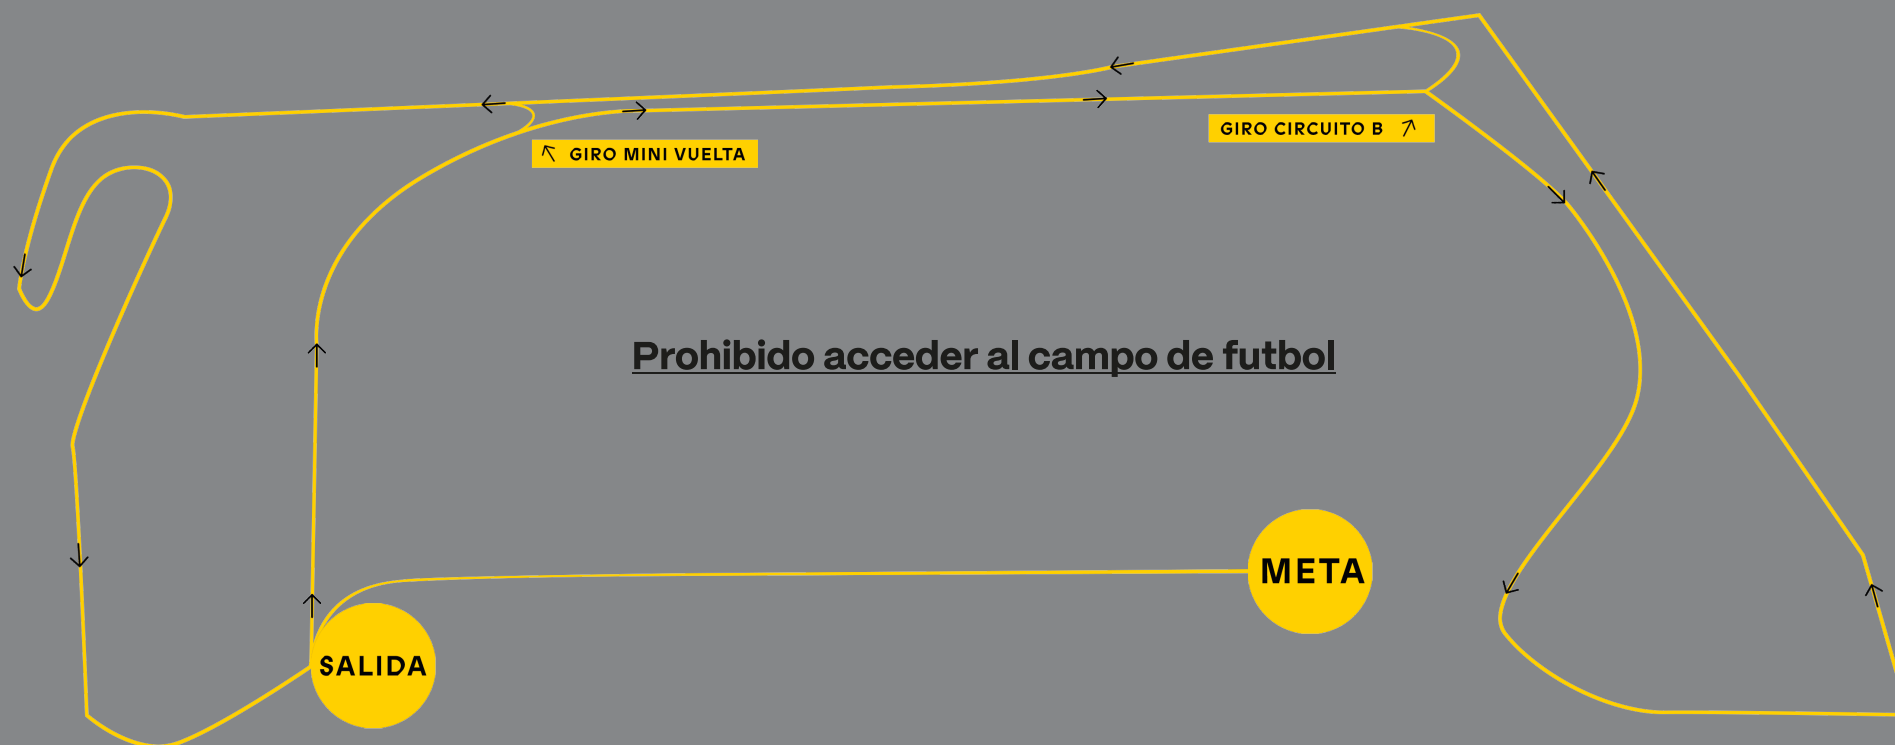 GIRO CIRCUITO B
GIRO MINI VUELTA
Prohibido acceder al campo de futbol
META
SALIDA